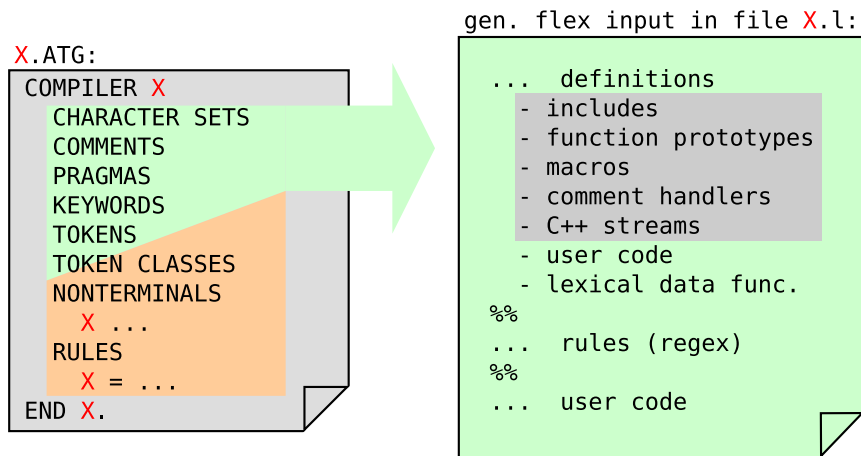 X.ATG:
COMPILER X
CHARACTER SETS
COMMENTS
PRAGMAS
KEYWORDS
TOKENS
TOKEN CLASSES
NONTERMINALS
X ...
RULES
X = ...
END X.
gen. flex input in file X.l:
... definitions
- includes
- function prototypes
- macros
- comment handlers
- C++ streams
- user code
- lexical data func.
%%
... rules (regex)
%%
... user code